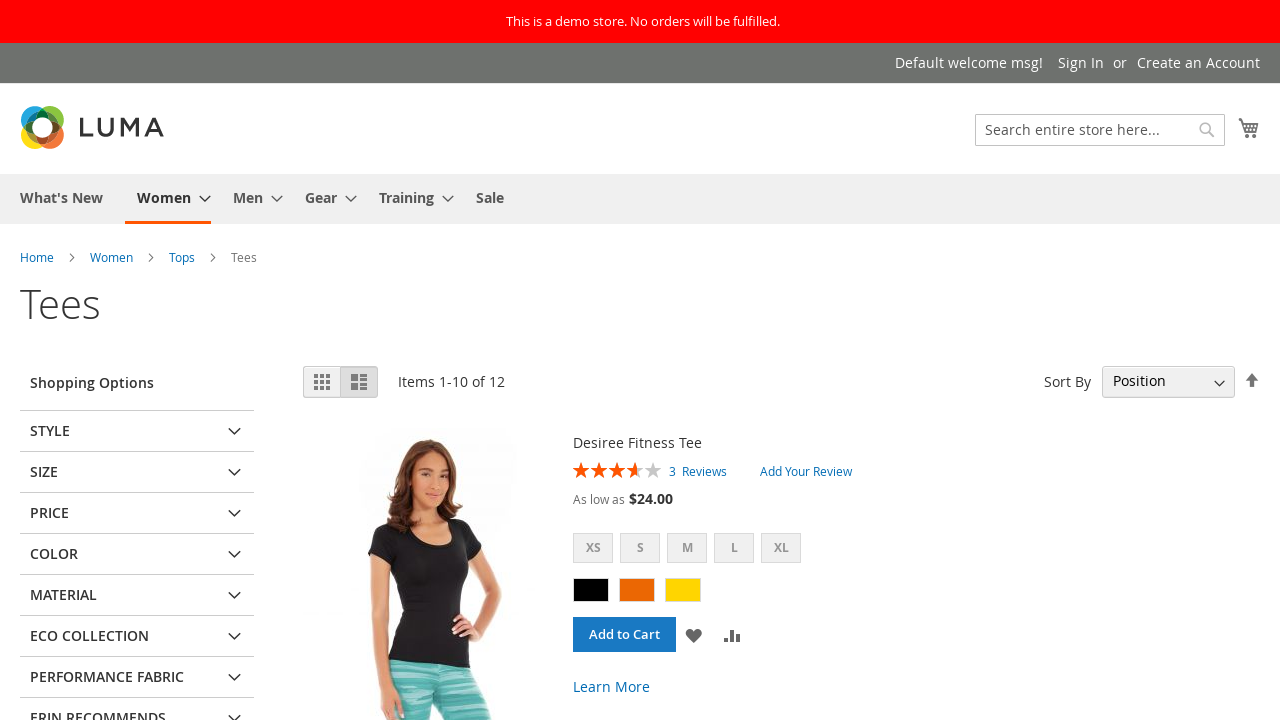 This is a demo store. No orders will be fulfilled.
Default welcome msg! Sign In or Create an Account
LUMA
Search entire store here...
What's New Women Men Gear Training Sale
Home Women Tops Tees
Tees
Shopping Options
STYLE
SIZE
PRICE
COLOR
MATERIAL
ECO COLLECTION
PERFORMANCE FABRIC
ERIN RECOMMENDS
Items 1-10 of 12
Sort By Position
Desiree Fitness Tee
3 Reviews Add Your Review
As low as $24.00
XS S M L XL
Add to Cart
Learn More